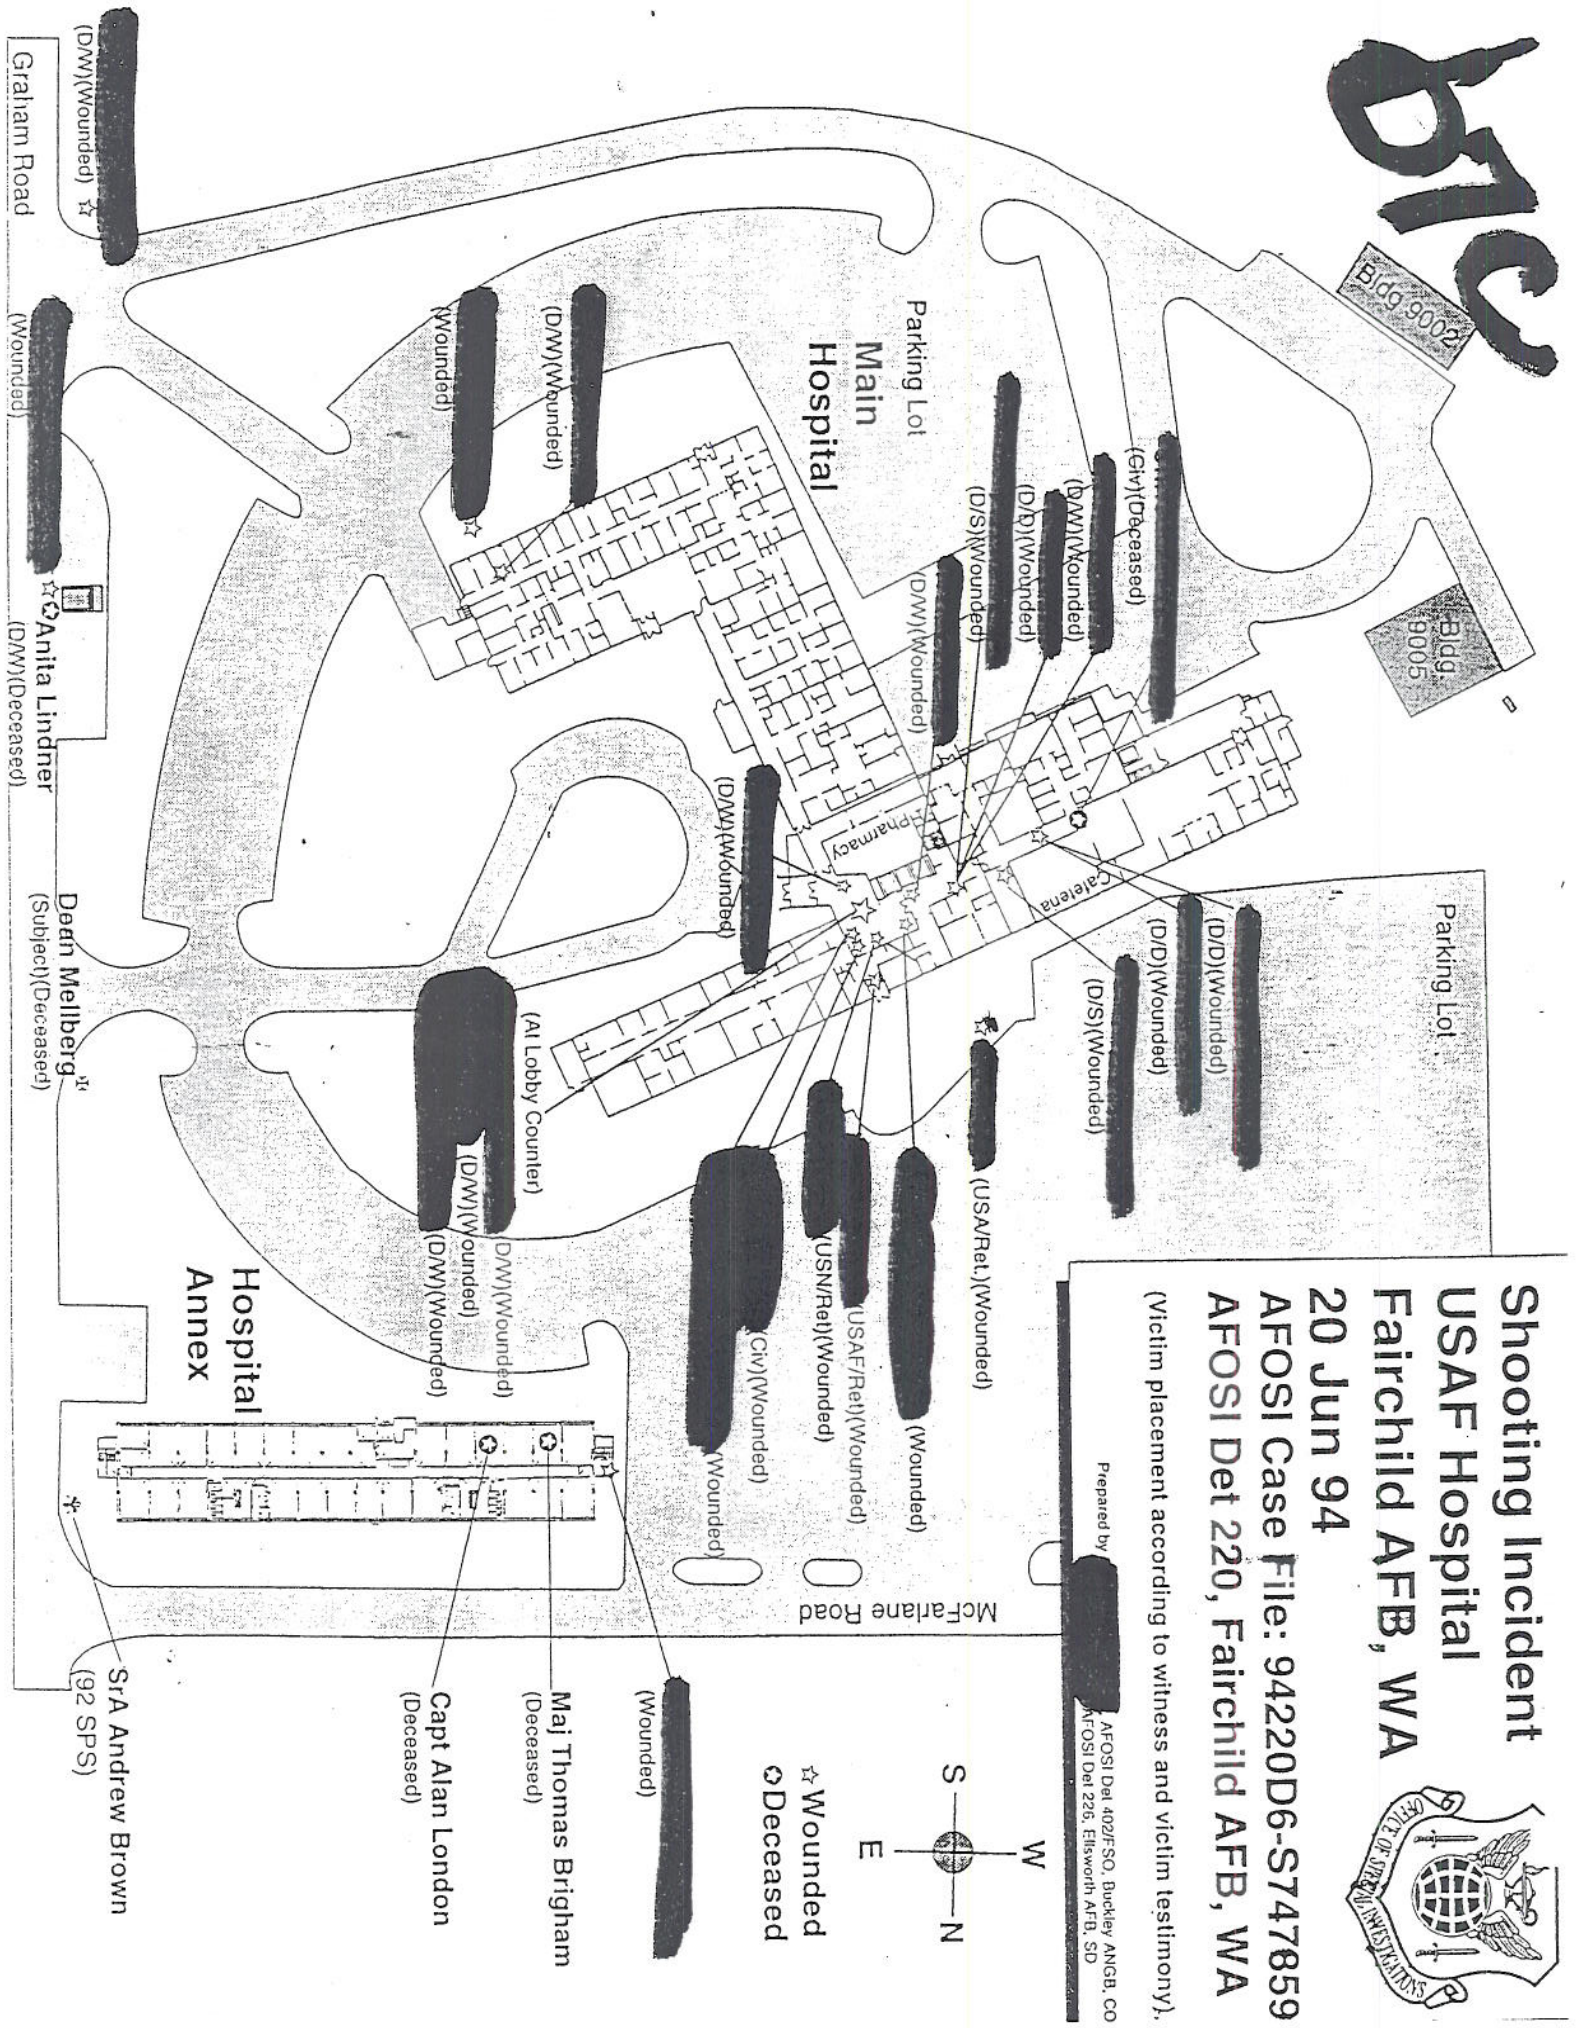 b7c
Shooting Incident
USAF Hospital
Fairchild AFB, WA
20 Jun 94
AFOSI Case File: 94220D6-S747859
AFOSI Det 220, Fairchild AFB, WA
(Victim placement according to witness and victim testimony).
OFFICE OF SPECIAL INVESTIGATIONS
Prepared by
AFOSI Det 402/FSO, Buckley ANGB, CO
AFOSI Det 226, Ellsworth AFB, SD
Bldg 9002
Bldg.
9005
Parking Lot
Main
Hospital
Parking Lot
(Civ)(Deceased)
(D/W)(Wounded)
(D/D)(Wounded)
(D/S)(Wounded)
(D/W)(Wounded)
(D/D)(Wounded)
(D/D)(Wounded)
(D/S)(Wounded)
(USA/Ret.)(Wounded)
(Wounded)
(USAF/Ret)(Wounded)
(USN/Ret)(Wounded)
(Civ)(Wounded)
(Wounded)
Pharmacy
Cafeteria
(D/W)(Wounded)
(D/W)(Wounded)
(Wounded)
(At Lobby Counter)
(D/W)(Wounded)
(D/W)(Wounded)
(D/W)(Wounded)
McFarlane Road
S
W
N
E
☆Wounded
✪Deceased
(Wounded)
Maj Thomas Brigham
(Deceased)
Capt Alan London
(Deceased)
Hospital
Annex
SrA Andrew Brown
(92 SPS)
(D/W)(Wounded) ☆
Graham Road
(Wounded)
☆✪Anita Lindner
(D/W)(Deceased)
Dean Mellberg
(Subject)(Deceased)